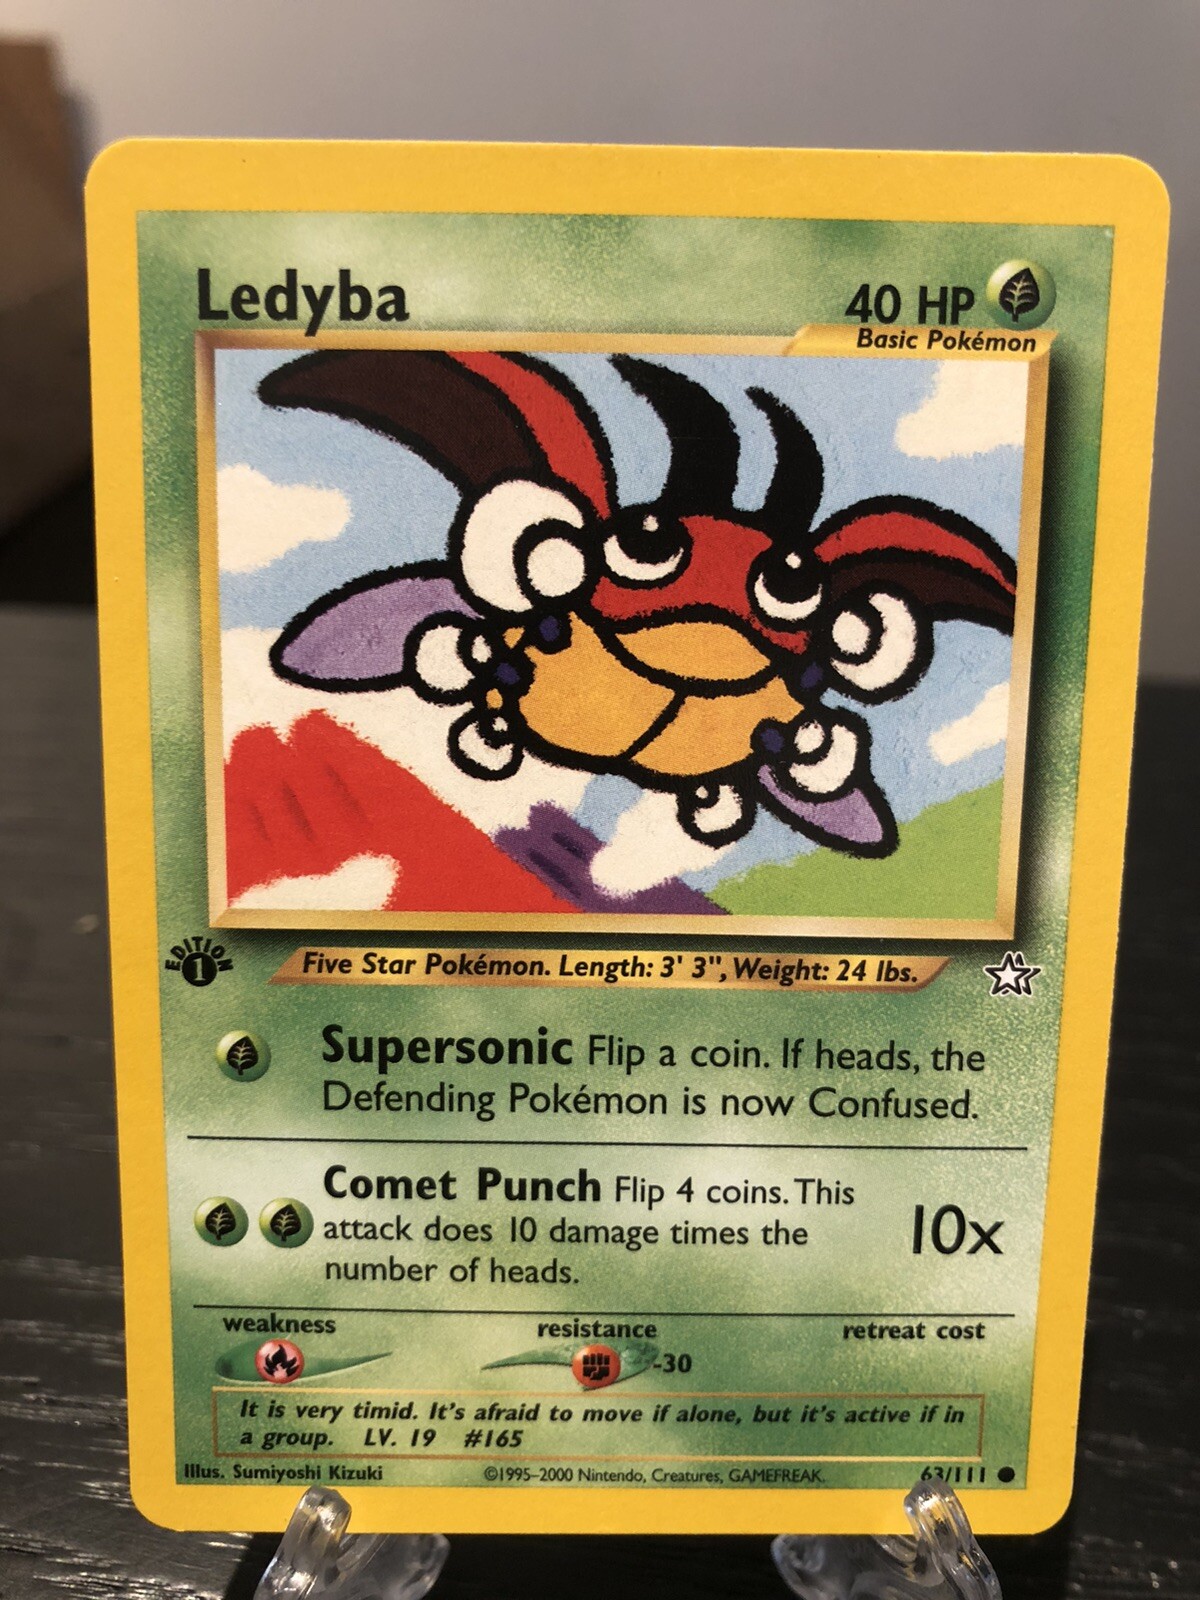 Ledyba
40 HP
Basic Pokémon
EDITION
1
Five Star Pokémon. Length: 3' 3", Weight: 24 lbs.
Supersonic Flip a coin. If heads, the
Defending Pokémon is now Confused.
Comet Punch Flip 4 coins. This
attack does 10 damage times the
number of heads.
10x
weakness
resistance
retreat cost
-30
It is very timid. It's afraid to move if alone, but it's active if in
a group. LV. 19 #165
Illus. Sumiyoshi Kizuki
©1995–2000 Nintendo, Creatures, GAMEFREAK.
63/111